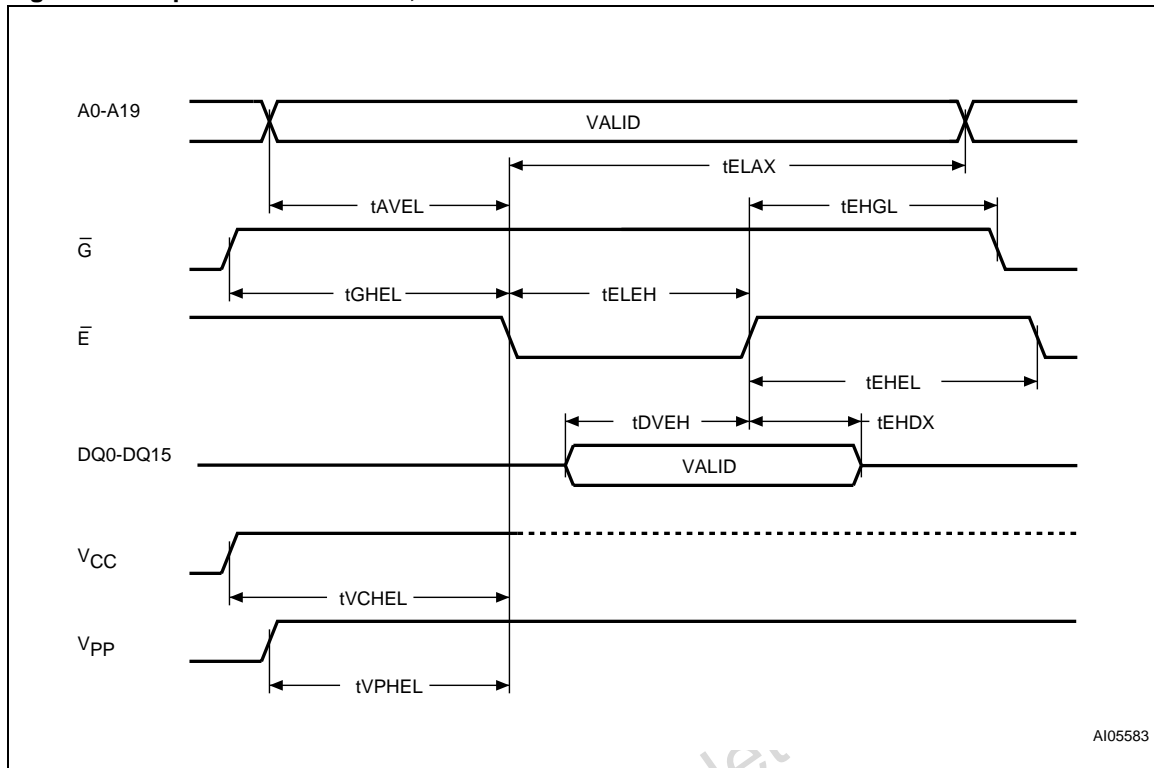 A0-A19
VALID
tELAX
tAVEL
tEHGL
G̅
tGHEL
tELEH
E̅
tEHEL
tDVEH
tEHDX
DQ0-DQ15
VALID
VCC
tVCHEL
VPP
tVPHEL
AI05583